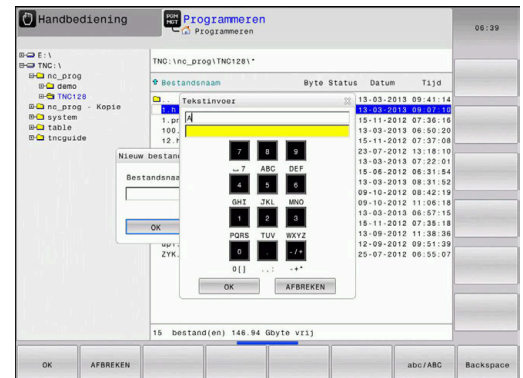 Handbediening
PGM
MGT
Programmeren
Programmeren
06:39
E:\
TNC:\
nc_prog
demo
TNC128
nc_prog - Kopie
system
table
tncguide
TNC:\nc_prog\TNC128\*
Bestandsnaam Byte Status Datum Tijd
.. 13-03-2013 09:41:14
1.h 13-03-2013 09:07:10
1.pr 15-11-2012 07:36:16
100. 13-03-2013 06:50:20
12.h 15-11-2012 07:37:08
23-07-2012 13:18:10
13-03-2013 07:22:01
15-06-2012 06:31:54
13-03-2013 08:31:52
09-10-2012 08:42:19
09-10-2012 11:06:18
13-03-2013 06:57:15
15-11-2012 07:35:18
13-09-2012 11:38:36
12-09-2012 09:51:39
ZYK. 25-07-2012 06:55:07
Nieuw bestand
Bestandsnaa
OK
Tekstinvoer
A
7 8 9
7 ABC DEF
4 5 6
GHI JKL MNO
1 2 3
PQRS TUV WXYZ
0 . -/+
0[] ..: -+*
OK AFBREKEN
15 bestand(en) 146.94 Gbyte vrij
OK AFBREKEN abc/ABC Backspace